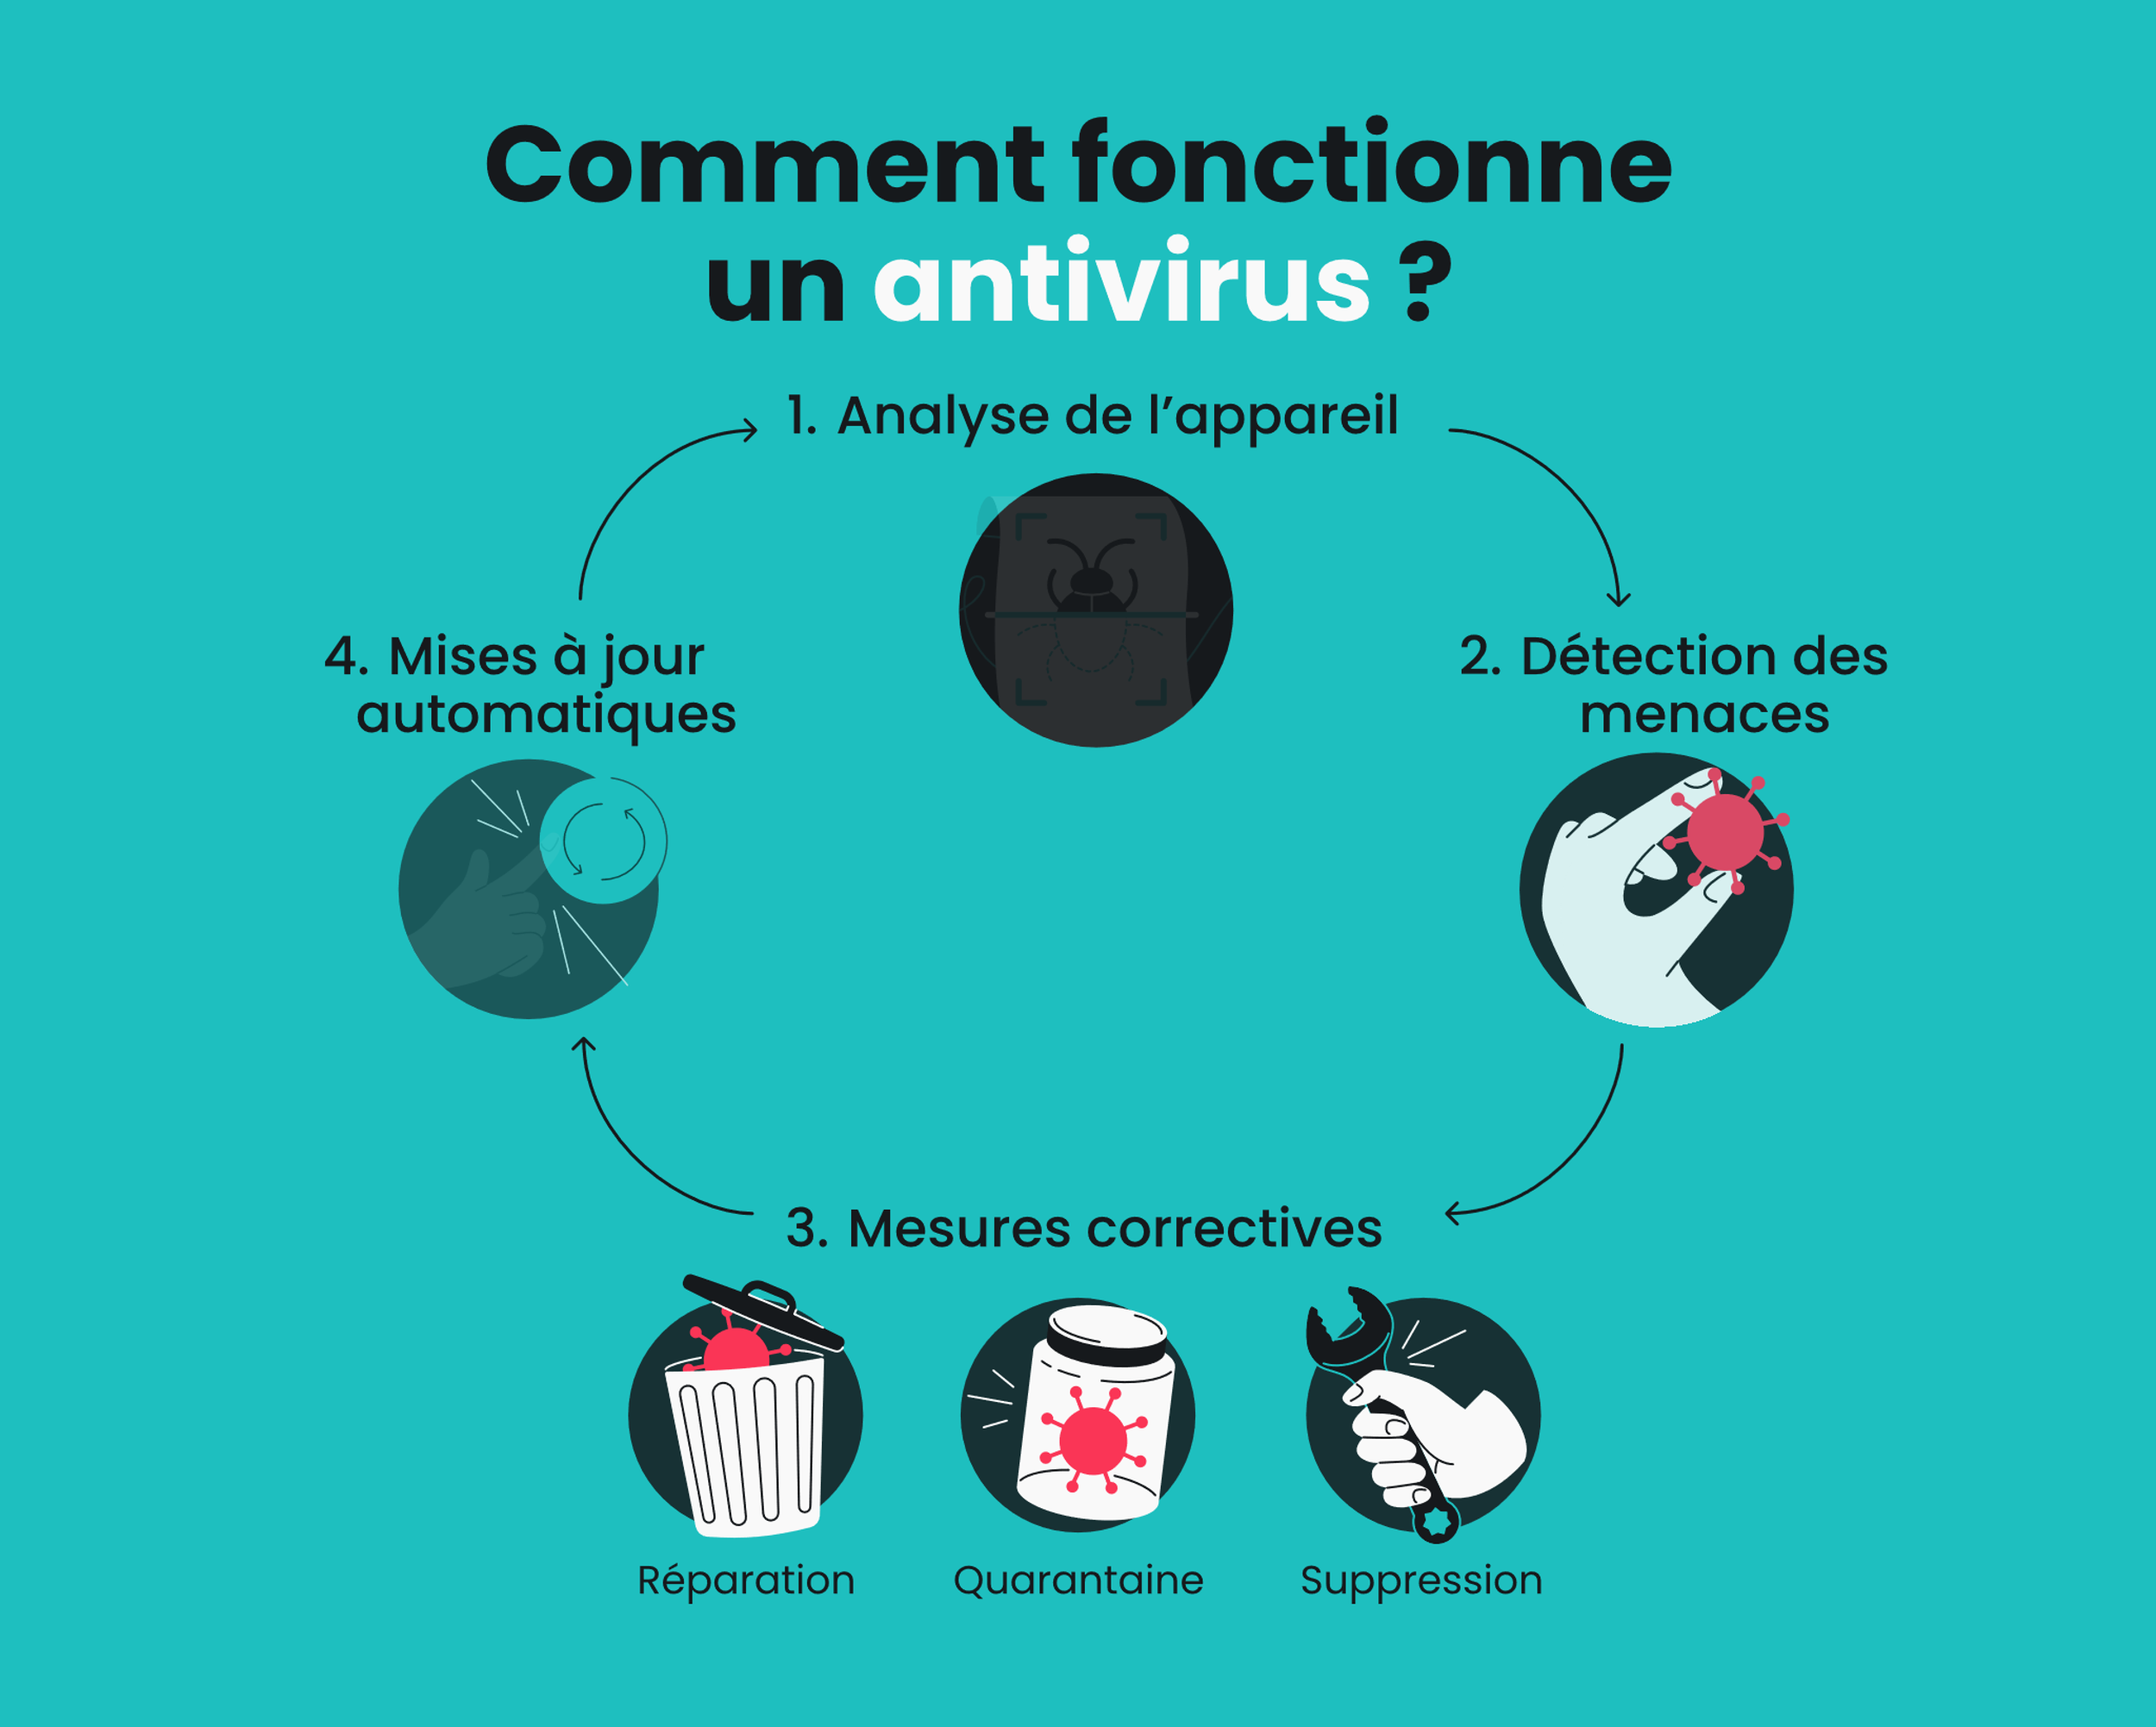 Comment fonctionne
un antivirus ?
1. Analyse de l’appareil
2. Détection des
menaces
3. Mesures correctives
Réparation
Quarantaine
Suppression
4. Mises à jour
automatiques